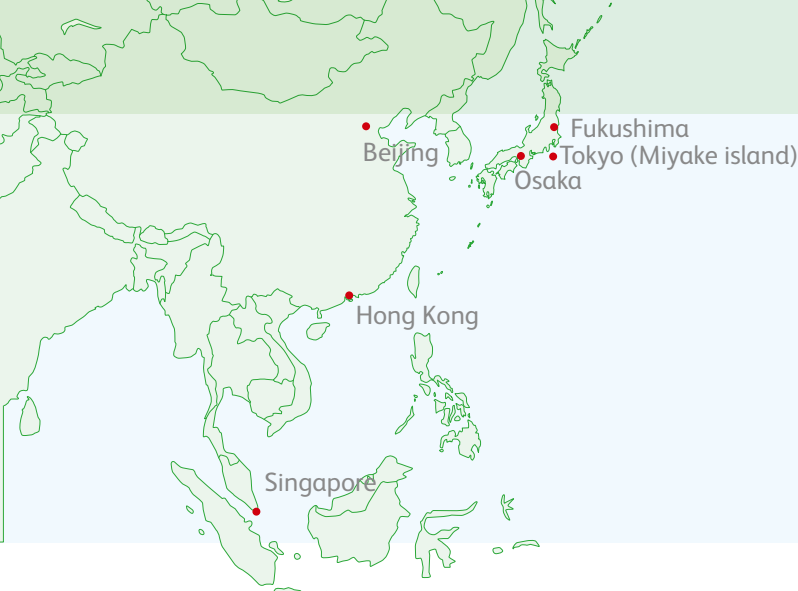 Fukushima
Beijing
Tokyo (Miyake island)
Osaka
Hong Kong
Singapore